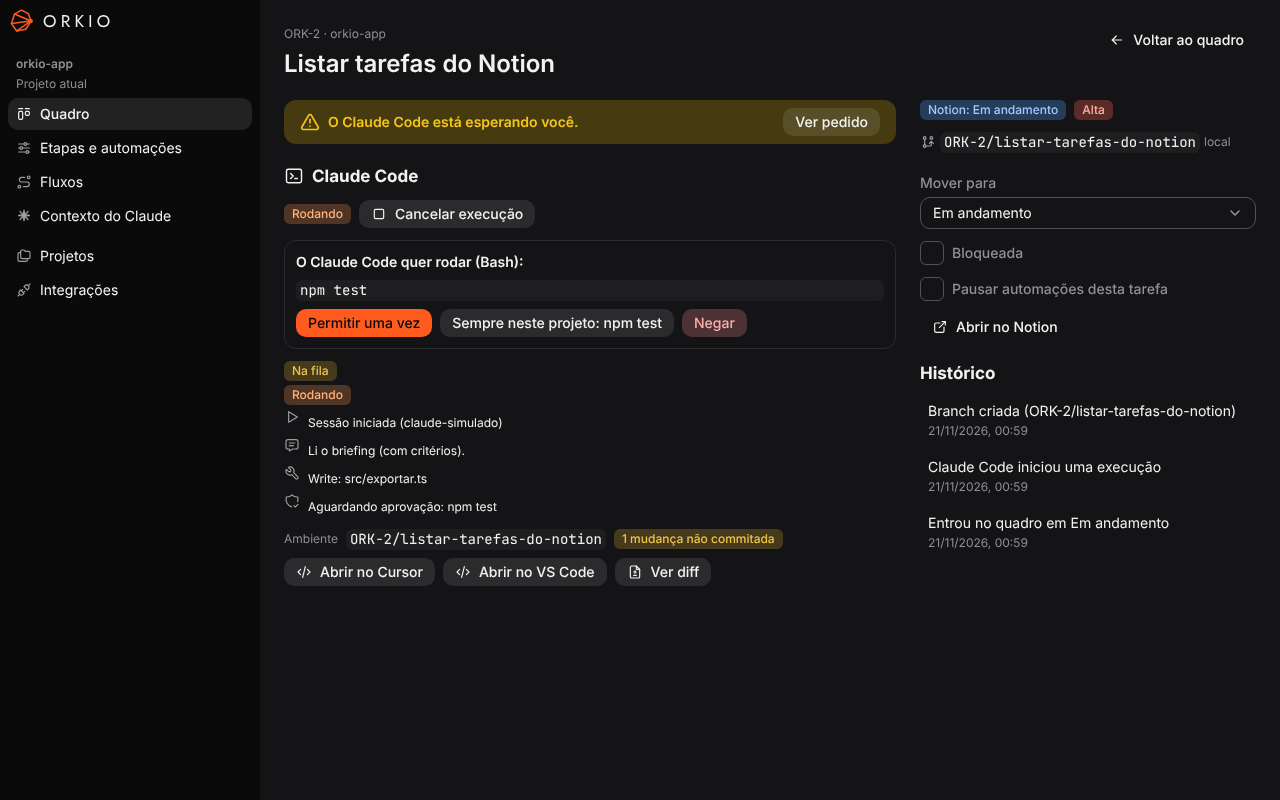 ORKIO
orkio-app
Projeto atual
Quadro
Etapas e automações
Fluxos
Contexto do Claude
Projetos
Integrações
ORK-2 · orkio-app
Listar tarefas do Notion
Voltar ao quadro
O Claude Code está esperando você.
Ver pedido
Claude Code
Rodando
Cancelar execução
O Claude Code quer rodar (Bash):
npm test
Permitir uma vez
Sempre neste projeto: npm test
Negar
Na fila
Rodando
Sessão iniciada (claude-simulado)
Li o briefing (com critérios).
Write: src/exportar.ts
Aguardando aprovação: npm test
Ambiente ORK-2/listar-tarefas-do-notion 1 mudança não commitada
Abrir no Cursor
Abrir no VS Code
Ver diff
Notion: Em andamento
Alta
ORK-2/listar-tarefas-do-notion local
Mover para
Em andamento
Bloqueada
Pausar automações desta tarefa
Abrir no Notion
Histórico
Branch criada (ORK-2/listar-tarefas-do-notion)
21/11/2026, 00:59
Claude Code iniciou uma execução
21/11/2026, 00:59
Entrou no quadro em Em andamento
21/11/2026, 00:59